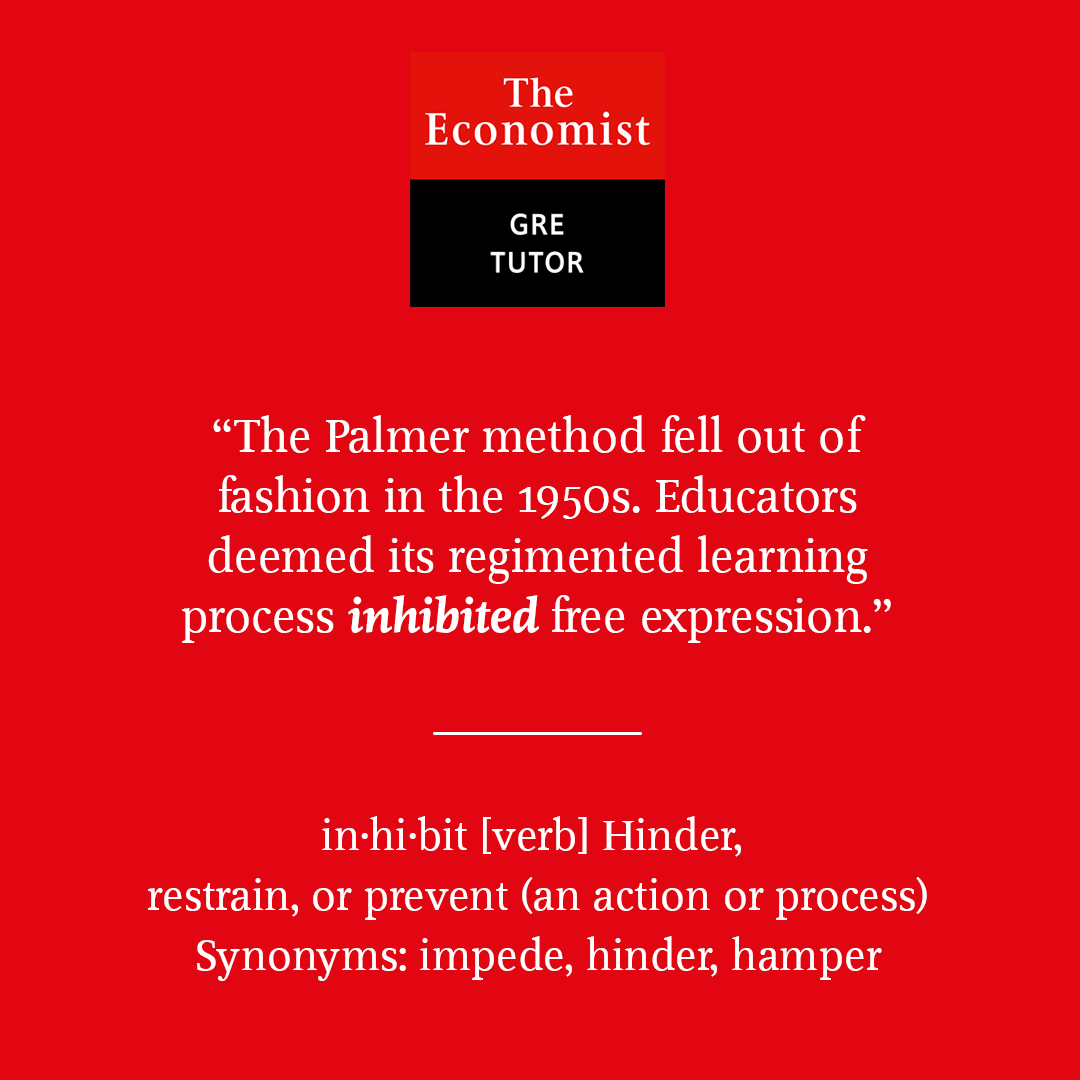 The
Economist
GRE
TUTOR
“The Palmer method fell out of
fashion in the 1950s. Educators
deemed its regimented learning
process inhibited free expression.”
in·hi·bit [verb] Hinder,
restrain, or prevent (an action or process)
Synonyms: impede, hinder, hamper